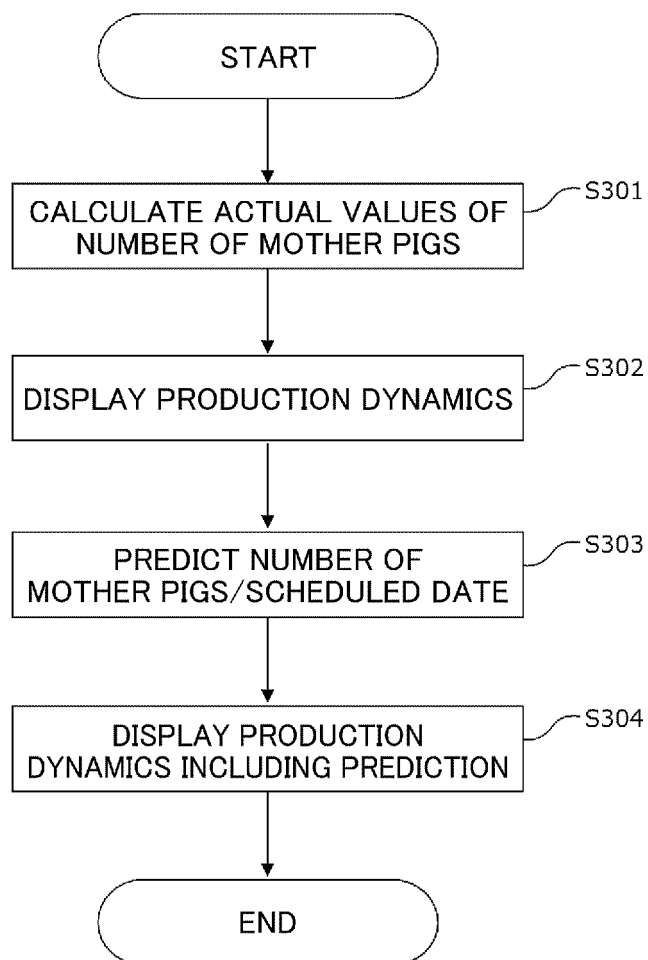 START
CALCULATE ACTUAL VALUES OF
NUMBER OF MOTHER PIGS
S301
DISPLAY PRODUCTION DYNAMICS
S302
PREDICT NUMBER OF
MOTHER PIGS/SCHEDULED DATE
S303
DISPLAY PRODUCTION
DYNAMICS INCLUDING PREDICTION
S304
END